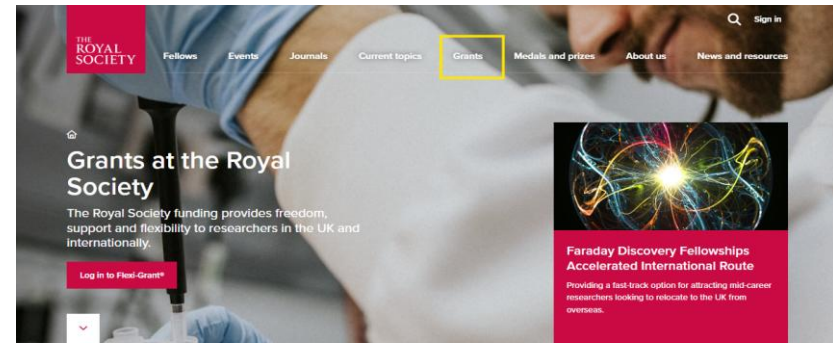 Sign in
THE
ROYAL
SOCIETY
Fellows Events Journals Current topics Grants Medals and prizes About us News and resources
Grants at the Royal
Society
The Royal Society funding provides freedom,
support and flexibility to researchers in the UK and
internationally.
Log in to Flexi-Grant®
Faraday Discovery Fellowships
Accelerated International Route
Providing a fast-track option for attracting mid-career
researchers looking to relocate to the UK from
overseas.